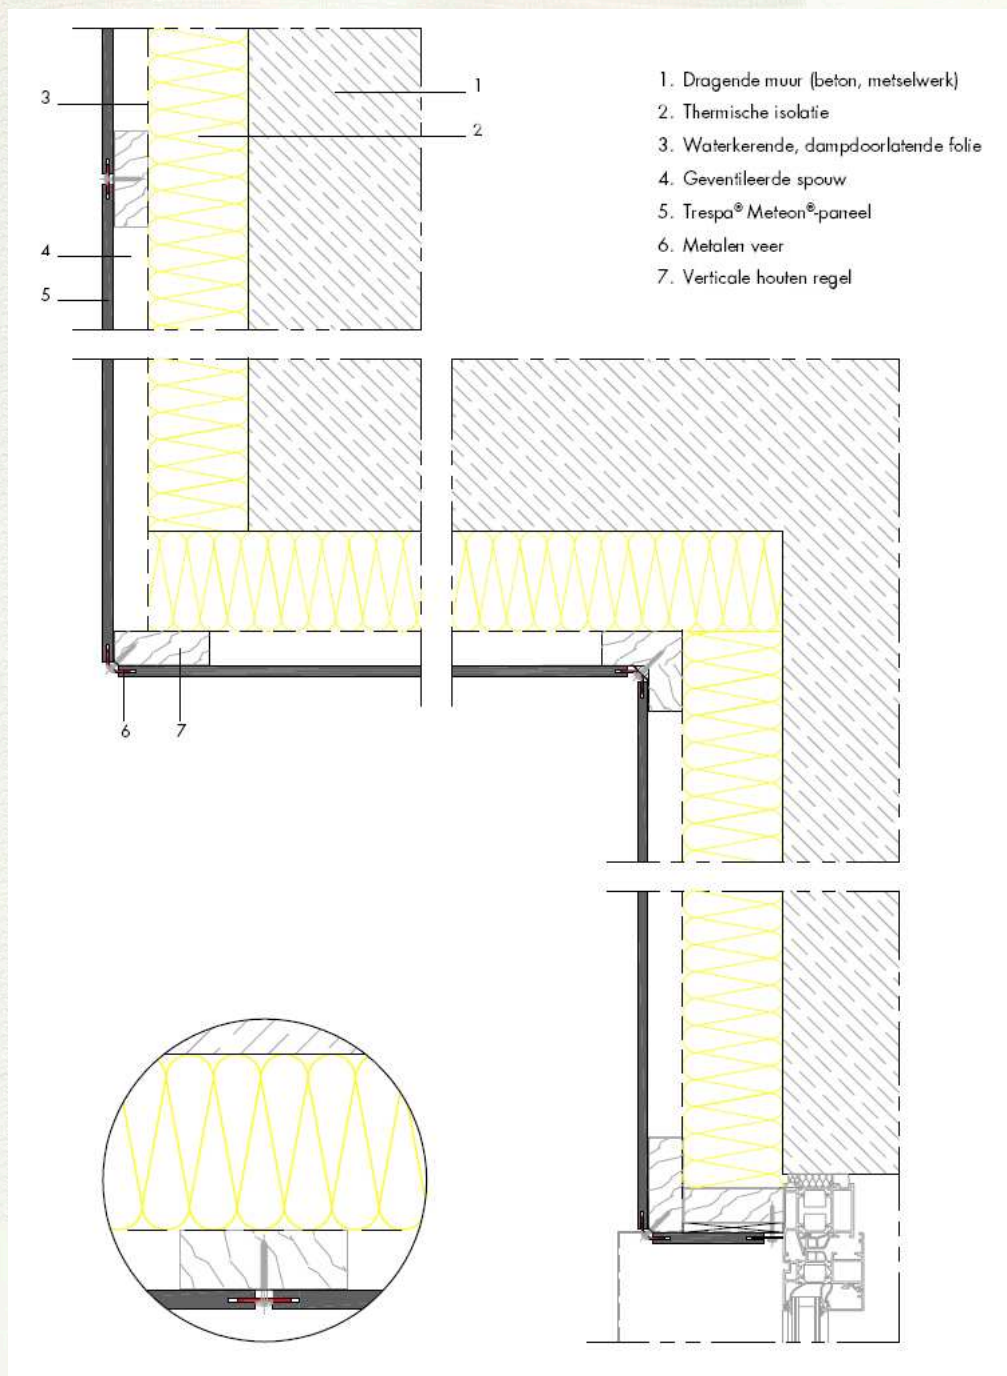 1. Dragende muur (beton, metselwerk)
2. Thermische isolatie
3. Waterkerende, dampdoorlatende folie
4. Geventileerde spouw
5. Trespa® Meteon®-paneel
6. Metalen veer
7. Verticale houten regel
3
1
2
4
5
6 7